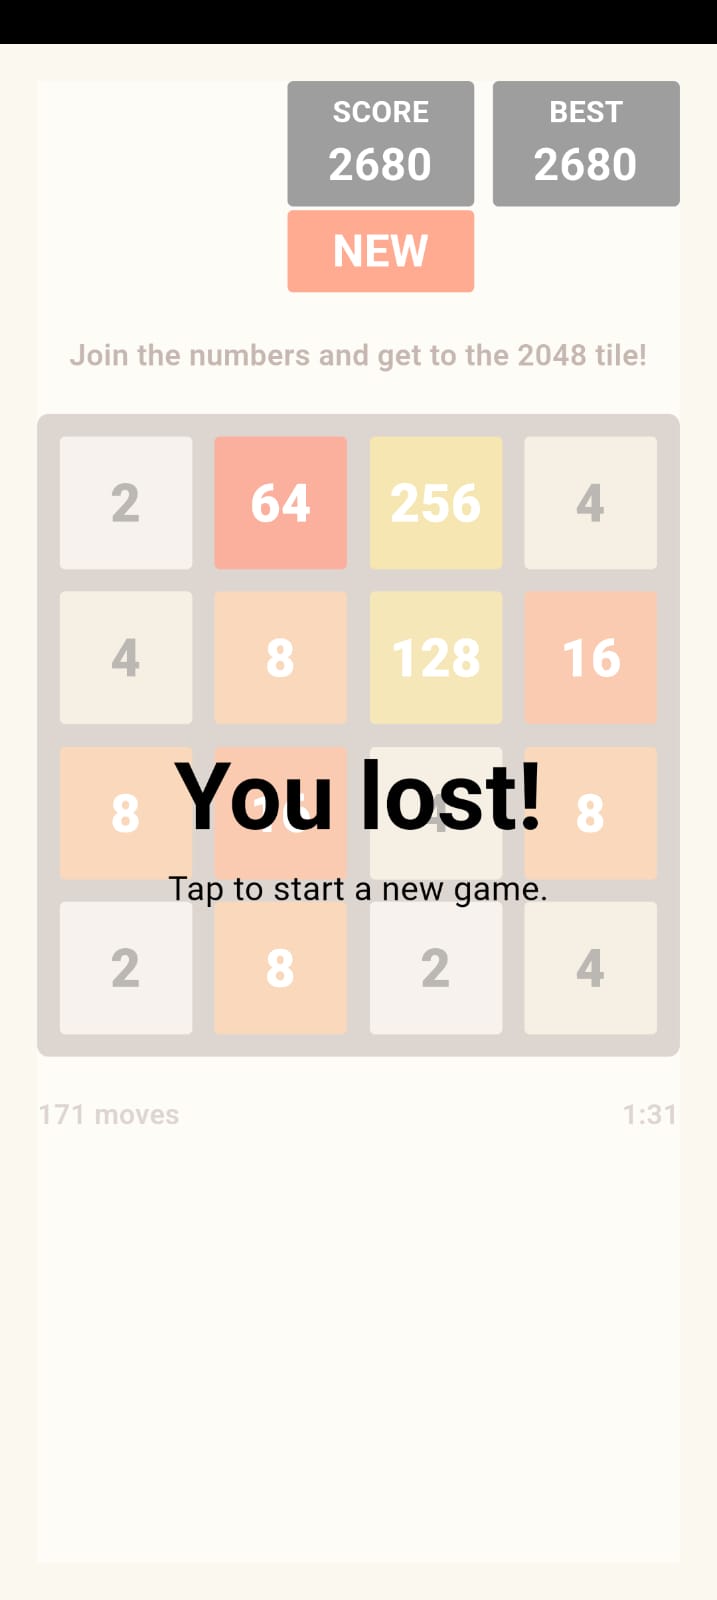 SCORE BEST
2680 2680
NEW
Join the numbers and get to the 2048 tile!
2 64 256 4
4 8 128 16
8 16 4 8
You lost!
Tap to start a new game.
2 8 2 4
171 moves 1:31